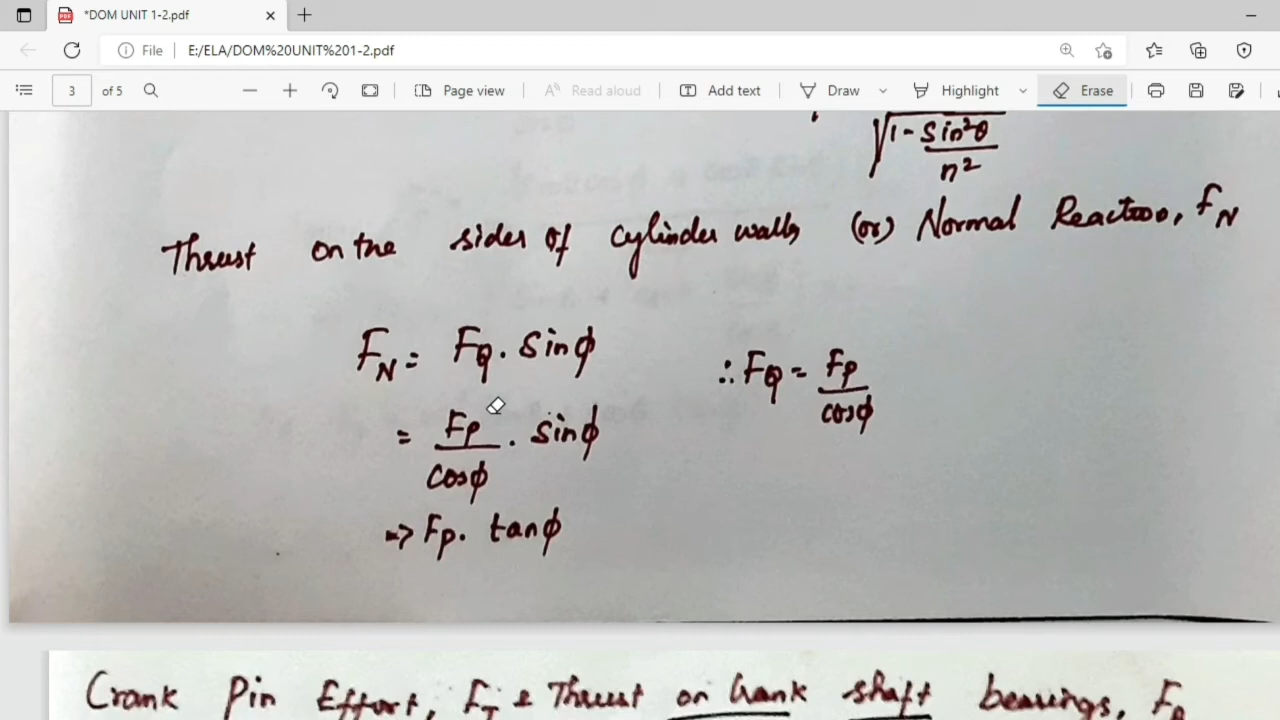 *DOM UNIT 1-2.pdf
File E:/ELA/DOM%20UNIT%201-2.pdf
3 of 5 Page view Read aloud Add text Draw Highlight Erase
√1 - Sin²θ
n²
Thrust on the sides of cylinder walls (or) Normal Reaction, FN
FN = FQ. sinϕ ∴ FQ = FP
cosϕ
= FP . sinϕ
cosϕ
=> FP. tanϕ
Crank Pin Effort, FT & Thrust on Crank shaft bearings, FB